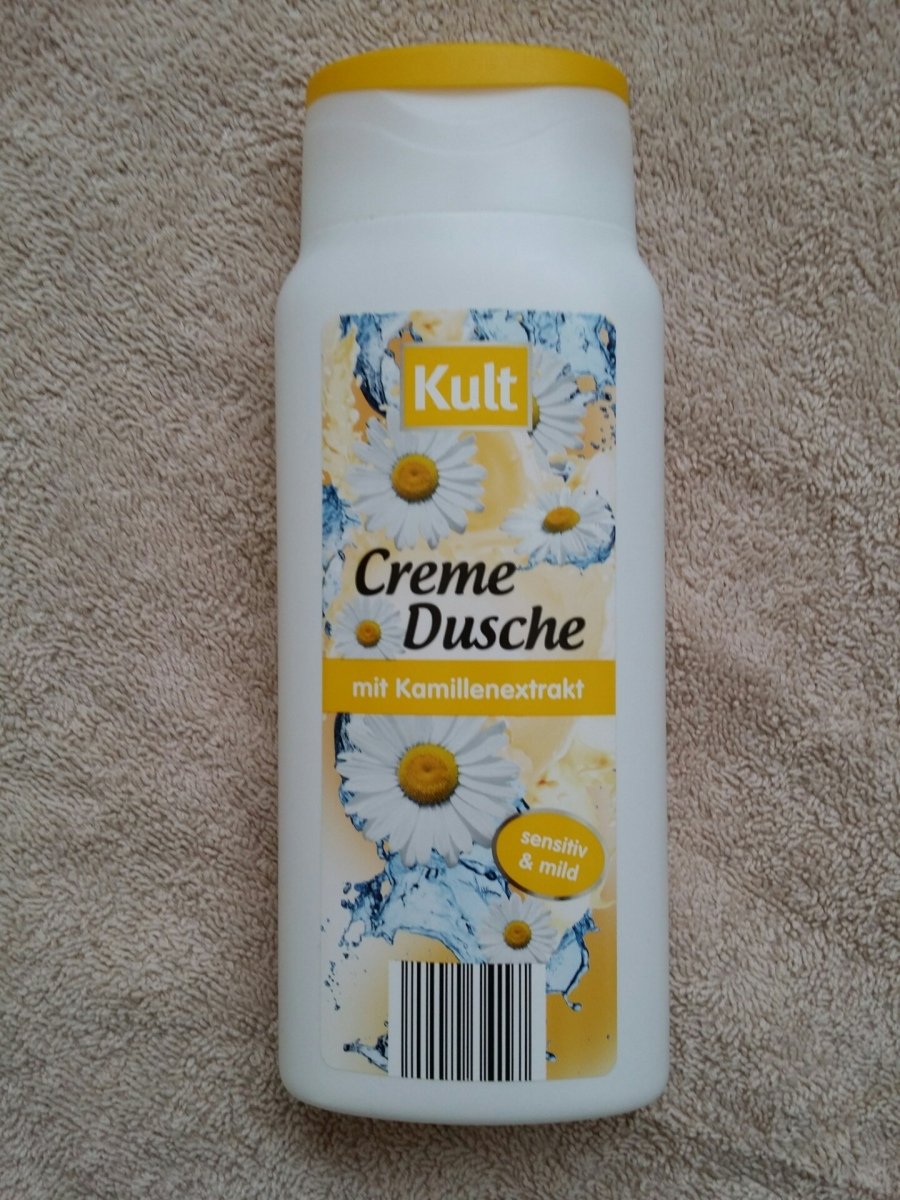 Kult
Creme
Dusche
mit Kamillenextrakt
sensitiv
& mild